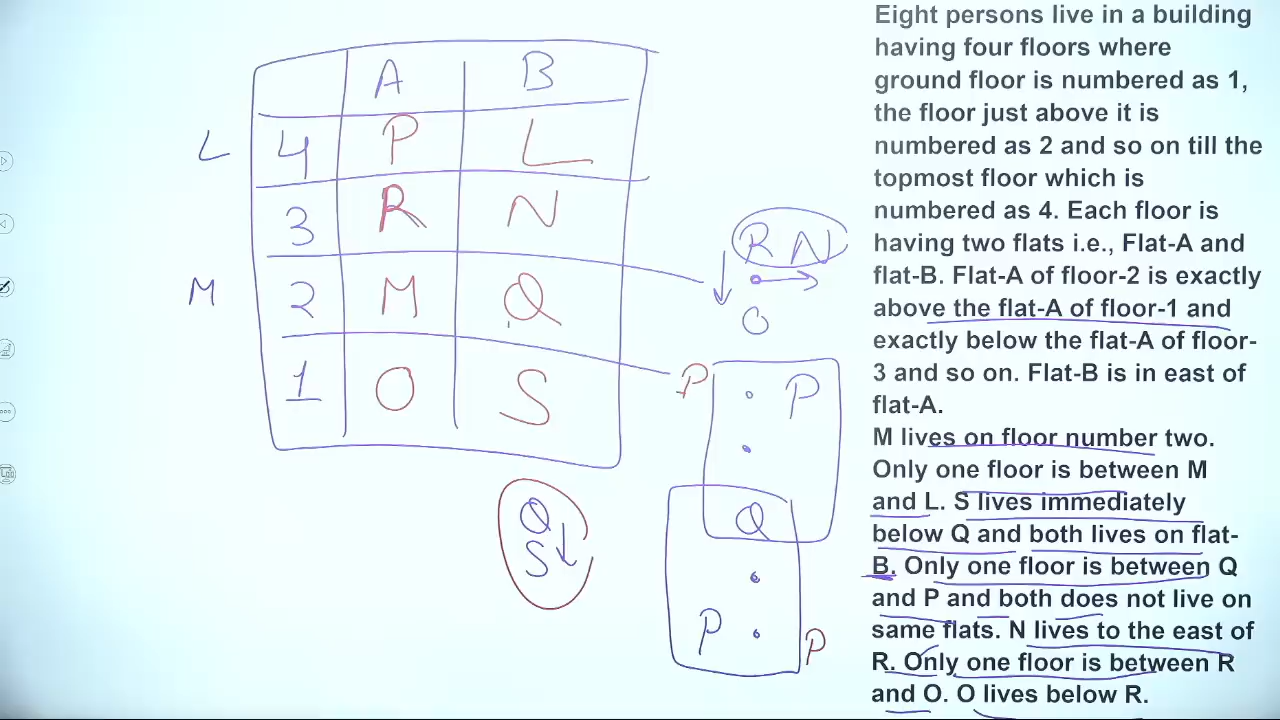 Eight persons live in a building
having four floors where
ground floor is numbered as 1,
the floor just above it is
numbered as 2 and so on till the
topmost floor which is
numbered as 4. Each floor is
having two flats i.e., Flat-A and
flat-B. Flat-A of floor-2 is exactly
above the flat-A of floor-1 and
exactly below the flat-A of floor-
3 and so on. Flat-B is in east of
flat-A.
M lives on floor number two.
Only one floor is between M
and L. S lives immediately
below Q and both lives on flat-
B. Only one floor is between Q
and P and both does not live on
same flats. N lives to the east of
R. Only one floor is between R
and O. O lives below R.
A B
L 4 P L
3 R N
M 2 M Q
1 O S
R N
O
P P
Q
P P
Q
S